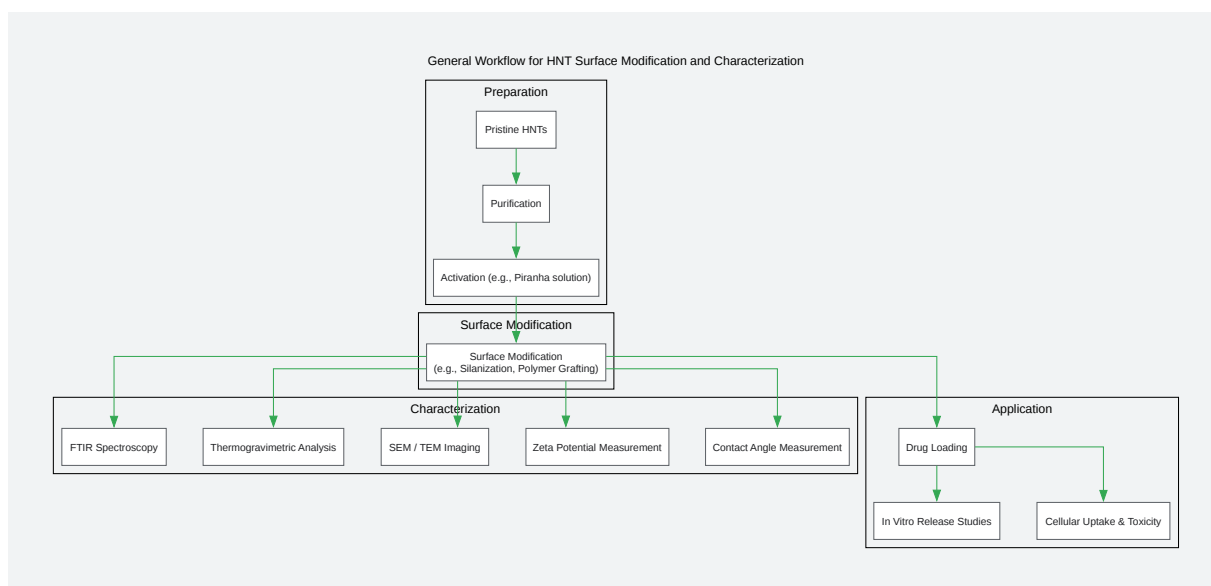 General Workflow for HNT Surface Modification and Characterization
Preparation
Pristine HNTs
Purification
Activation (e.g., Piranha solution)
Surface Modification
Surface Modification
(e.g., Silanization, Polymer Grafting)
Characterization
FTIR Spectroscopy
Thermogravimetric Analysis
SEM / TEM Imaging
Zeta Potential Measurement
Contact Angle Measurement
Application
Drug Loading
In Vitro Release Studies
Cellular Uptake & Toxicity